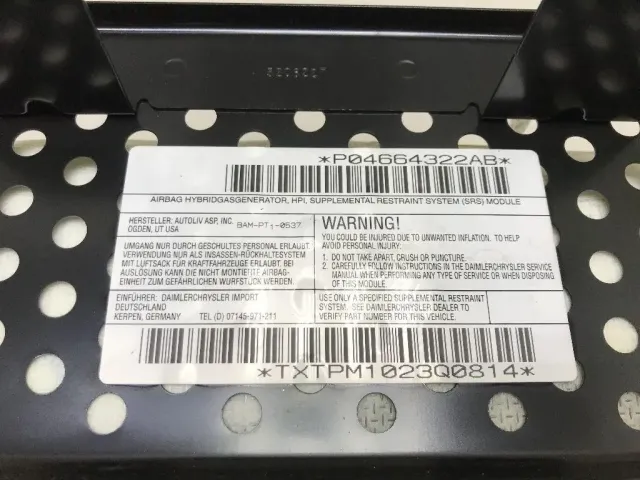 *P04664322AB*
AIRBAG HYBRIDGASGENERATOR, HPI, SUPPLEMENTAL RESTRAINT SYSTEM (SRS) MODULE
HERSTELLER: AUTOLIV ASP, INC.
OGDEN, UT USA
BAM-PT1-0537
UMGANG NUR DURCH GESCHULTES PERSONAL ERLAUBT.
VERWENDUNG NUR ALS INSASSEN-RÜCKHALTESYSTEM
MIT LUFTSACK FÜR KRAFTFAHRZEUGE ERLAUBT. BEI
AUSLÖSUNG KANN DIE NICHT MONTIERTE AIRBAG-
EINHEIT ZUM GEFÄHRLICHEN WURFSTÜCK WERDEN.
EINFÜHRER: DAIMLERCHRYSLER IMPORT
DEUTSCHLAND
KERPEN, GERMANY TEL (D) 07145-571-211
WARNING!
YOU COULD BE INJURED DUE TO UNWANTED INFLATION. TO HELP
AVOID PERSONAL INJURY:
1. DO NOT TAKE APART, CRUSH OR PUNCTURE.
2. CAREFULLY FOLLOW INSTRUCTIONS IN THE DAIMLERCHRYSLER SERVICE
MANUAL WHEN PERFORMING ANY TYPE OF SERVICE OR WHEN DISPOSING
OF THIS MODULE.
USE ONLY A SPECIFIED SUPPLEMENTAL RESTRAINT
SYSTEM. SEE DAIMLERCHRYSLER DEALER TO
VERIFY PART NUMBER FOR THIS VEHICLE.
*TXTPM1023Q0814*